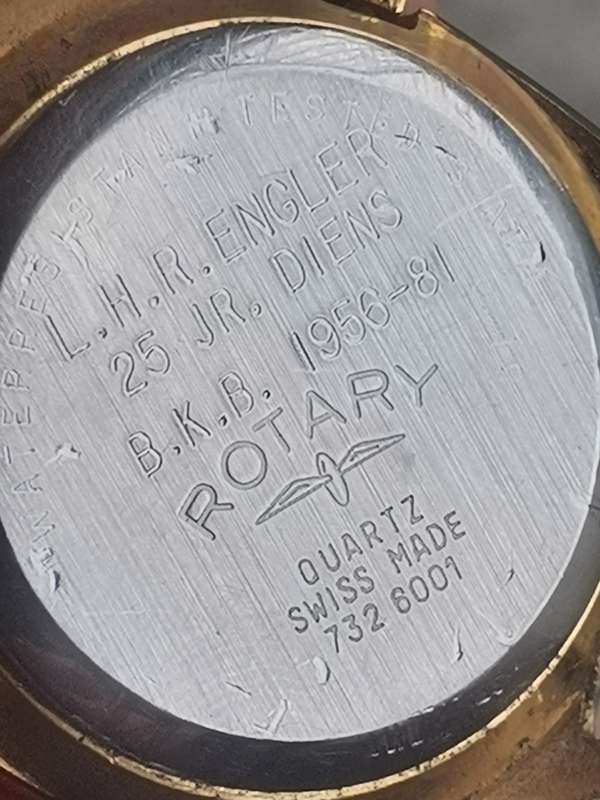 L.H.R. ENGLER
25 JR. DIENS
B.K.B. 1956-81
ROTARY
QUARTZ
SWISS MADE
732 6001